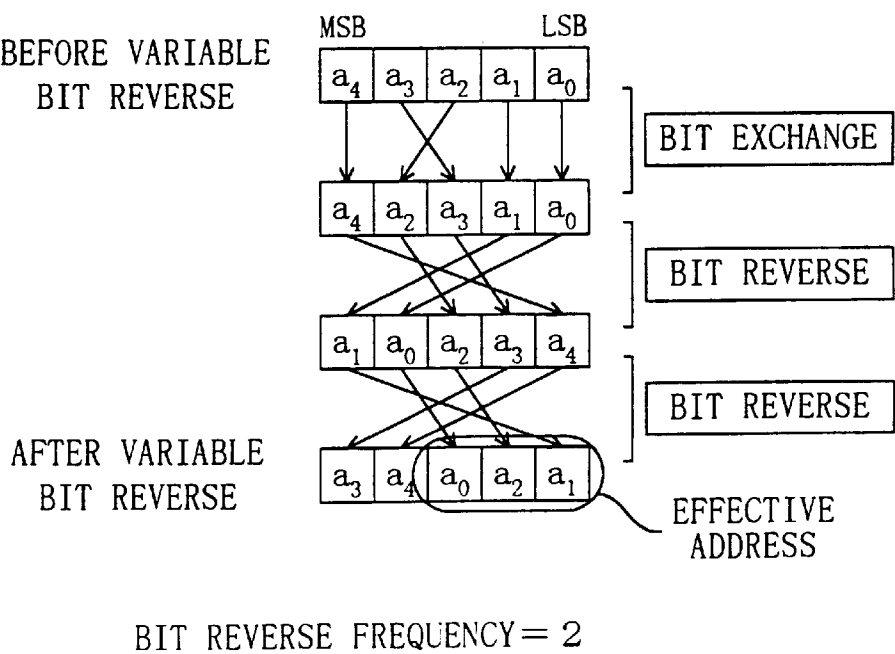 MSB LSB
BEFORE VARIABLE
BIT REVERSE
a4 a3 a2 a1 a0
BIT EXCHANGE
a4 a2 a3 a1 a0
BIT REVERSE
a1 a0 a2 a3 a4
BIT REVERSE
AFTER VARIABLE
BIT REVERSE
a3 a4 a0 a2 a1
EFFECTIVE
ADDRESS
BIT REVERSE FREQUENCY = 2